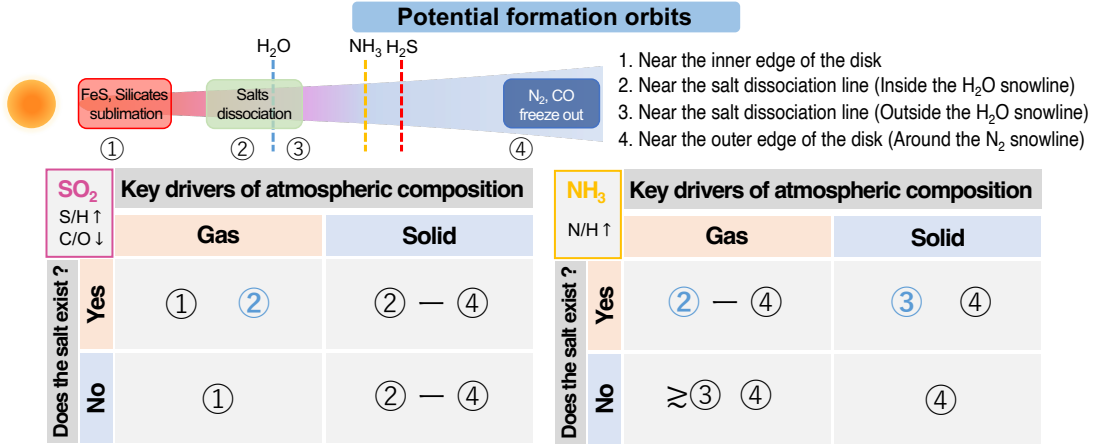 Potential formation orbits
H₂O
NH₃ H₂S
FeS, Silicates
sublimation
Salts
dissociation
N₂, CO
freeze out
① ② ③ ④
1. Near the inner edge of the disk
2. Near the salt dissociation line (Inside the H₂O snowline)
3. Near the salt dissociation line (Outside the H₂O snowline)
4. Near the outer edge of the disk (Around the N₂ snowline)
SO₂
S/H ↑
C/O ↓
Key drivers of atmospheric composition
Gas Solid
Does the salt exist ?
Yes
① ② ② — ④
No
① ② — ④
NH₃
N/H ↑
Key drivers of atmospheric composition
Gas Solid
Does the salt exist ?
Yes
② — ④ ③ ④
No
≳③ ④ ④